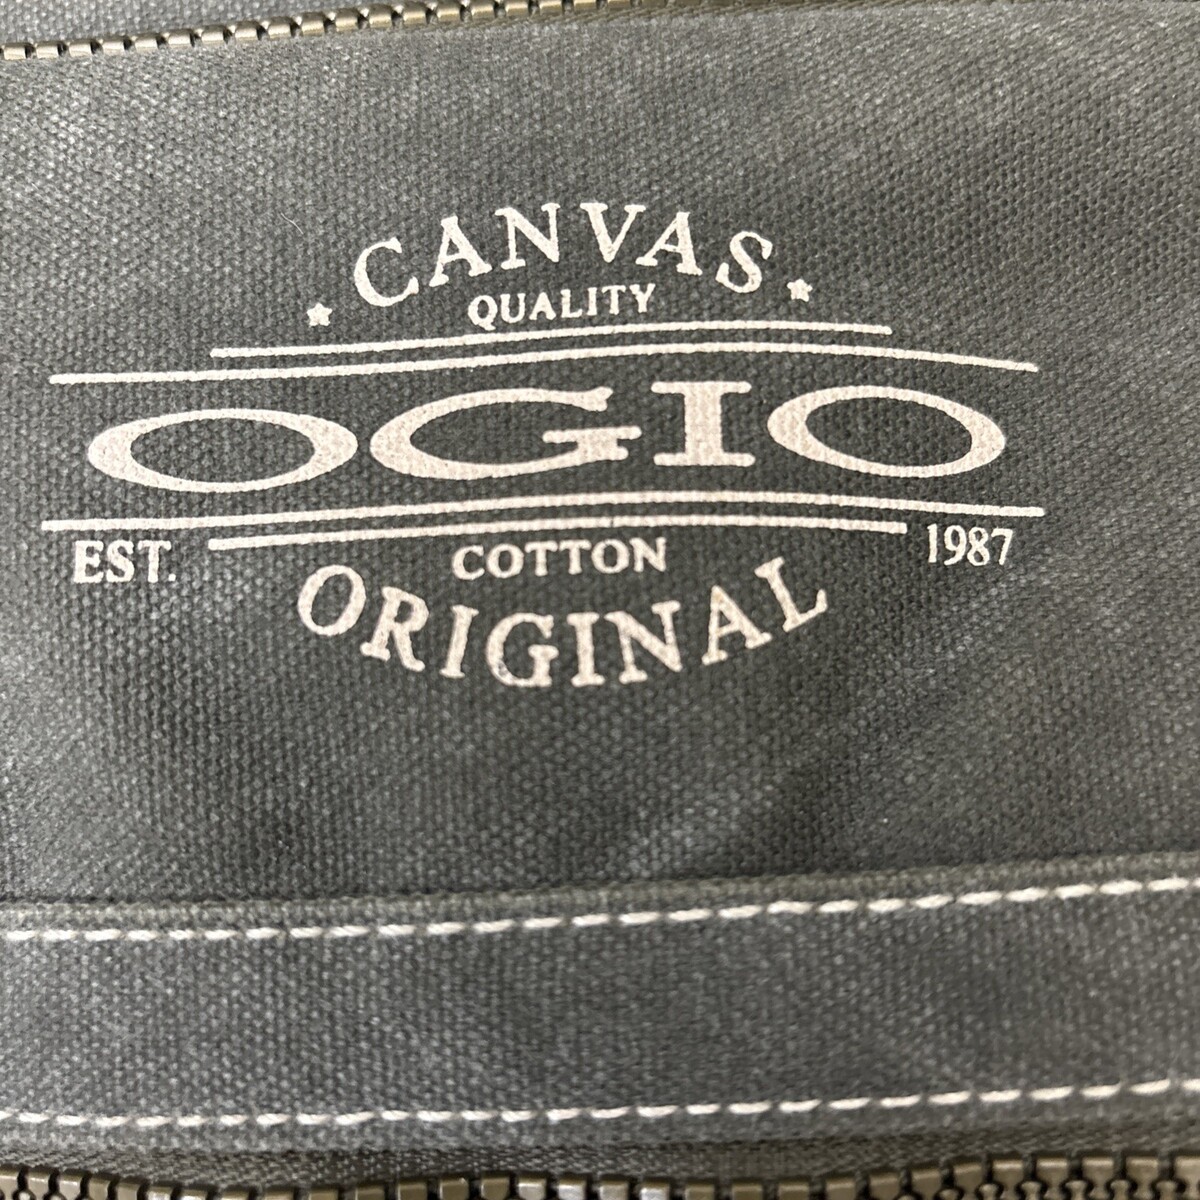 CANVAS
QUALITY
OGIO
EST. COTTON 1987
ORIGINAL